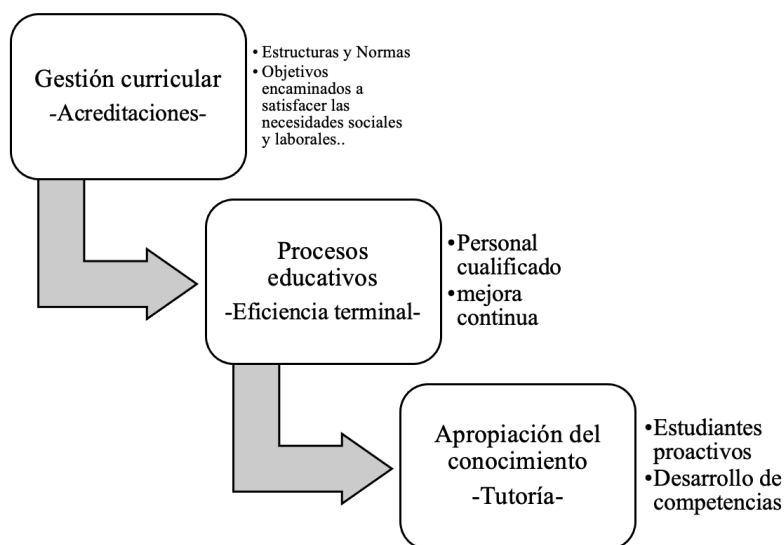 Gestión curricular
-Acreditaciones-
• Estructuras y Normas
• Objetivos
encaminados a
satisfacer las
necesidades sociales
y laborales..
Procesos
educativos
-Eficiencia terminal-
•Personal
cualificado
•mejora
continua
Apropiación del
conocimiento
-Tutoría-
•Estudiantes
proactivos
•Desarrollo de
competencias